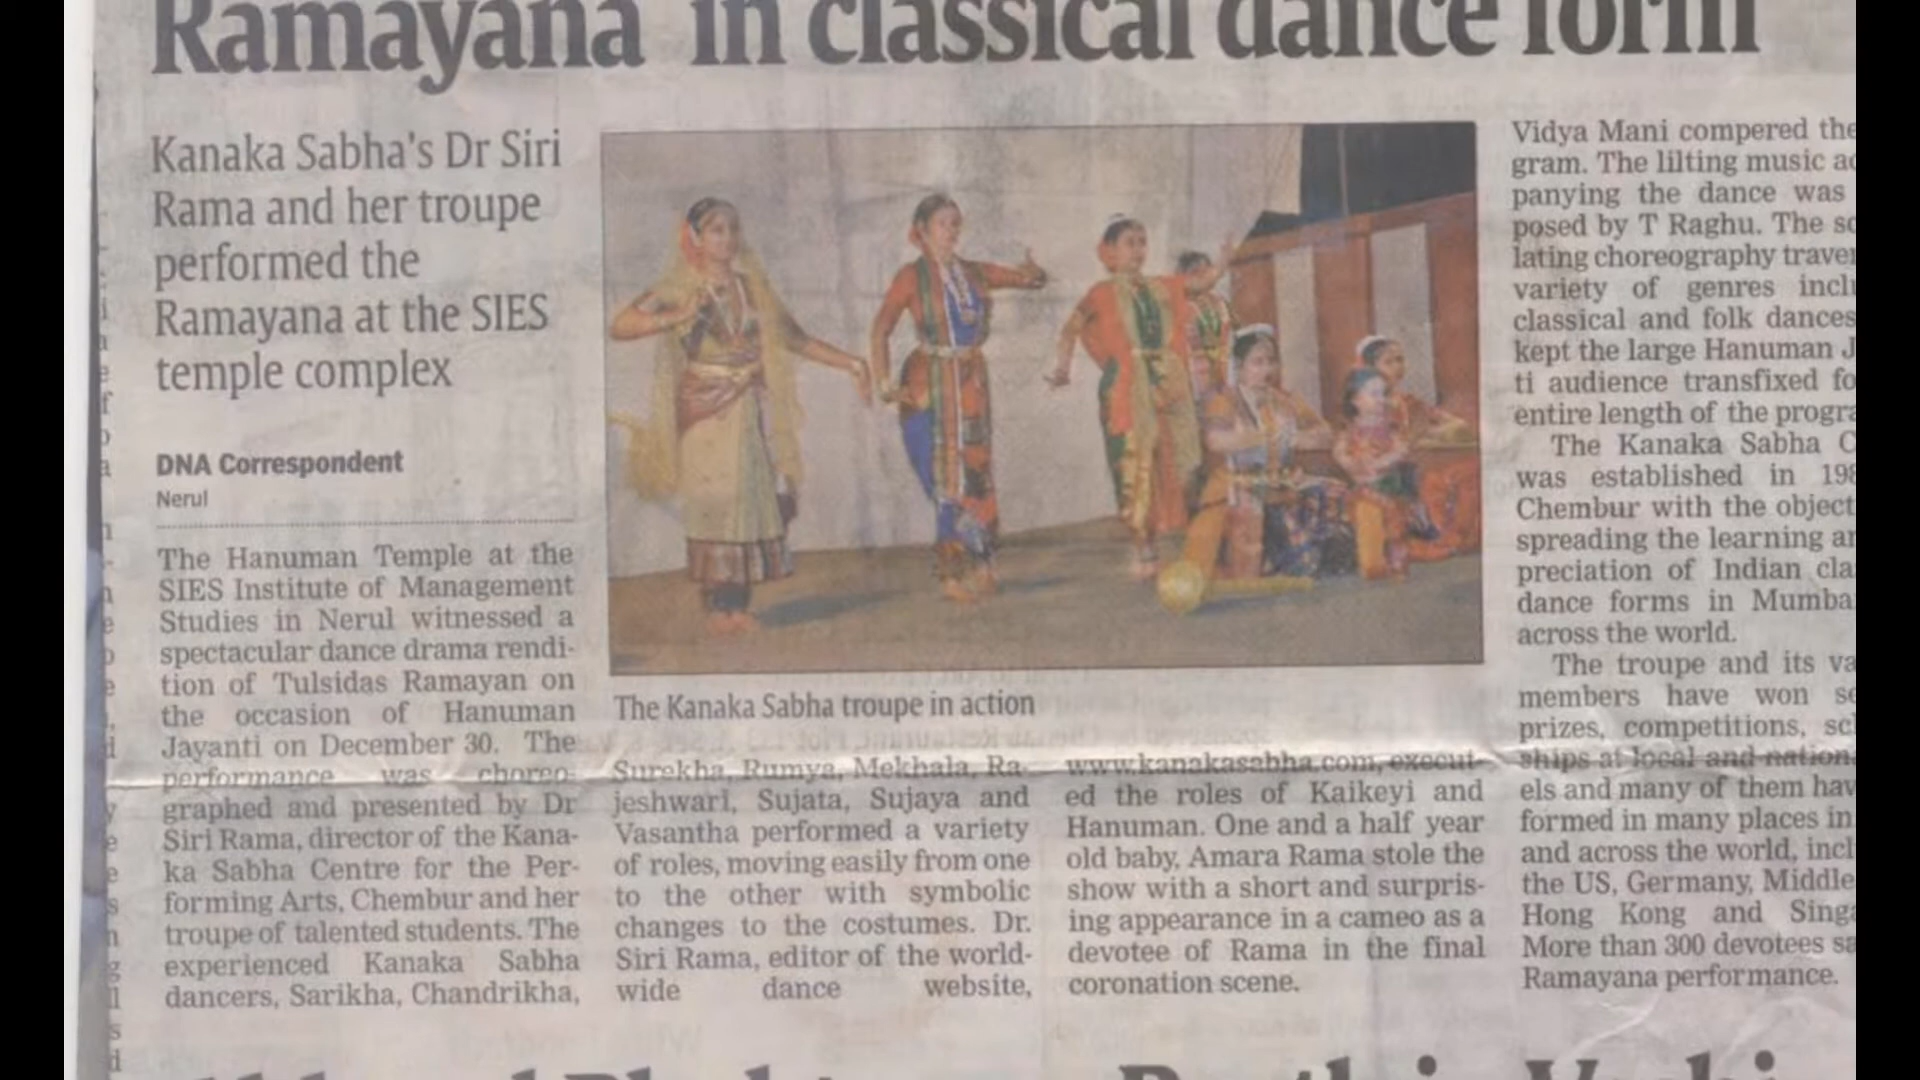 Ramayana in classical dance form
Kanaka Sabha's Dr Siri
Rama and her troupe
performed the
Ramayana at the SIES
temple complex
DNA Correspondent
Nerul
The Hanuman Temple at the
SIES Institute of Management
Studies in Nerul witnessed a
spectacular dance drama rendi-
tion of Tulsidas Ramayan on
the occasion of Hanuman
Jayanti on December 30. The
performance was choreo-
graphed and presented by Dr
Siri Rama, director of the Kana-
ka Sabha Centre for the Per-
forming Arts, Chembur and her
troupe of talented students. The
experienced Kanaka Sabha
dancers, Sarikha, Chandrikha,
The Kanaka Sabha troupe in action
Surekha, Rumya, Mekhala, Ra-
jeshwari, Sujata, Sujaya and
Vasantha performed a variety
of roles, moving easily from one
to the other with symbolic
changes to the costumes. Dr.
Siri Rama, editor of the world-
wide dance website,
www.kanakasabha.com, execut-
ed the roles of Kaikeyi and
Hanuman. One and a half year
old baby, Amara Rama stole the
show with a short and surpris-
ing appearance in a cameo as a
devotee of Rama in the final
coronation scene.
Vidya Mani compered the
gram. The lilting music
panying the dance was
posed by T Raghu. The
lating choreography
variety of genres
classical and folk dances
kept the large Hanuman
ti audience transfixed
entire length of the
The Kanaka Sabha
was established in
Chembur with the
spreading the learning
preciation of Indian
dance forms in
across the world.
The troupe and its
members have won
prizes, competitions,
ships at local and
els and many of them
formed in many places in
and across the world,
the US, Germany, Middle
Hong Kong and
More than 300 devotees
Ramayana performance.